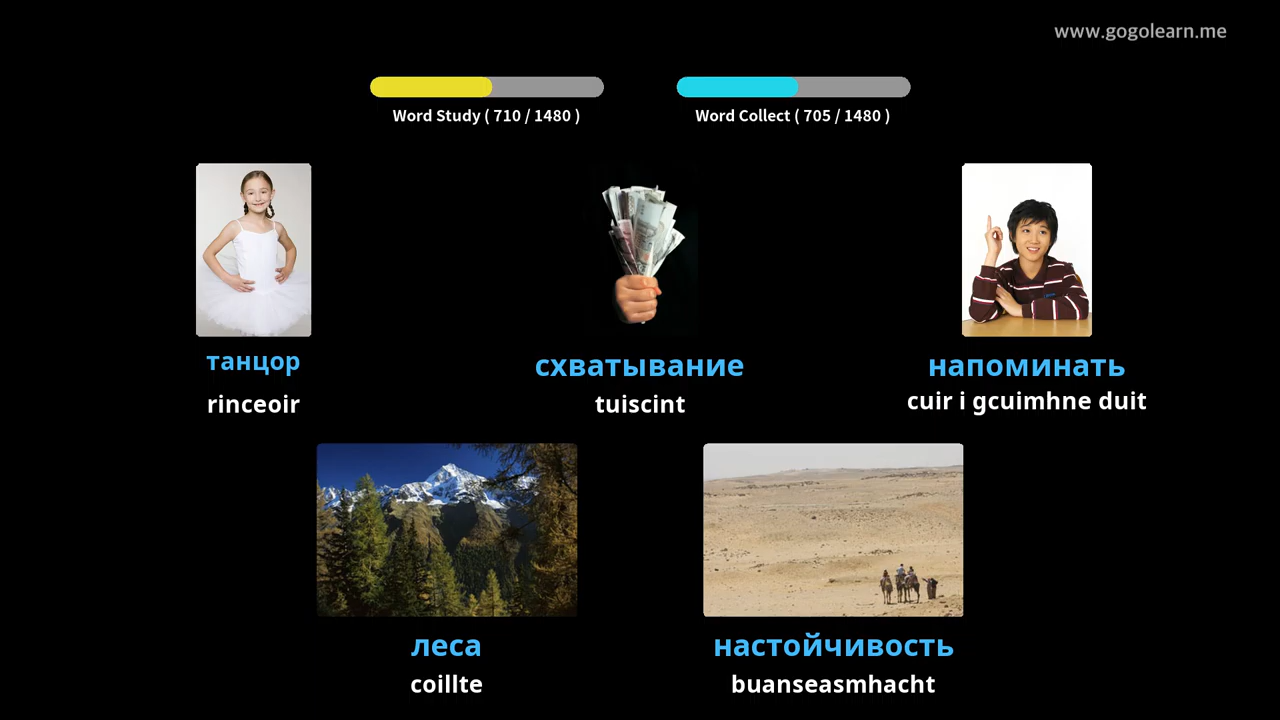 www.gogolearn.me
Word Study ( 710 / 1480 )
Word Collect ( 705 / 1480 )
танцор
rinceoir
схватывание
tuiscint
напоминать
cuir i gcuimhne duit
леса
coillte
настойчивость
buanseasmhacht